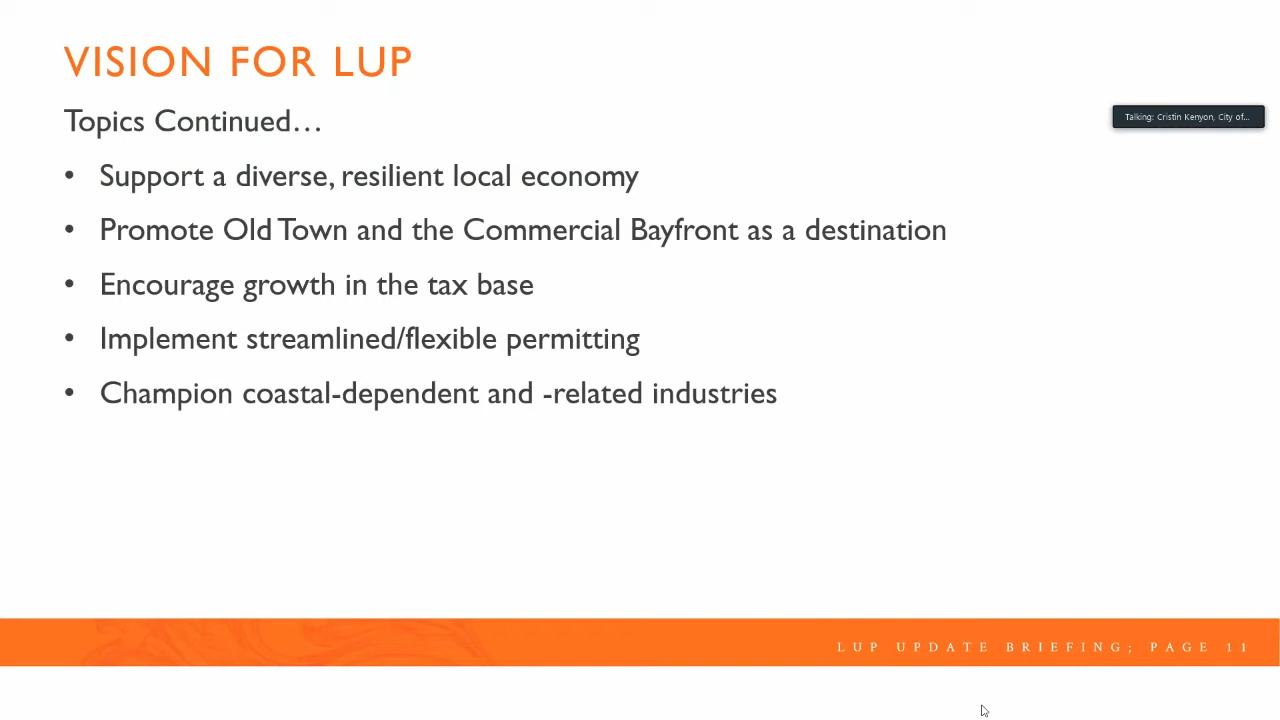 VISION FOR LUP
Topics Continued…
Talking: Cristin Kenyon, City of...
• Support a diverse, resilient local economy
• Promote Old Town and the Commercial Bayfront as a destination
• Encourage growth in the tax base
• Implement streamlined/flexible permitting
• Champion coastal-dependent and -related industries
LUP UPDATE BRIEFING; PAGE 11